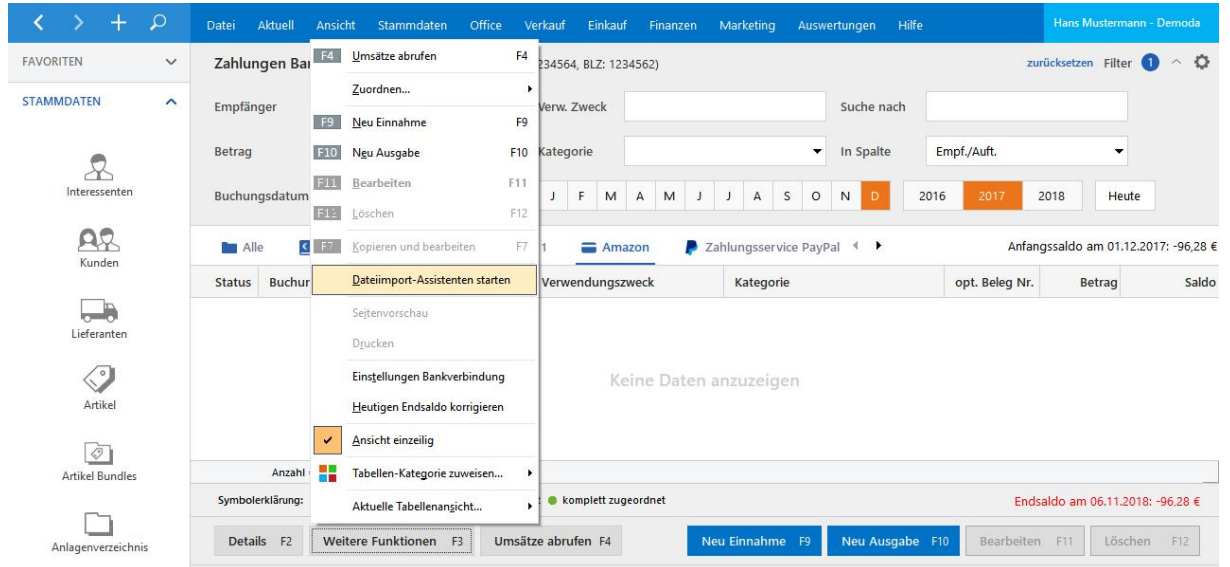 Datei Aktuell Ansicht Stammdaten Office Verkauf Einkauf Finanzen Marketing Auswertungen Hilfe Hans Mustermann - Demoda
FAVORITEN
STAMMDATEN
Interessenten
Kunden
Lieferanten
Artikel
Artikel Bundles
Anlagenverzeichnis
Zahlungen Ba 234564, BLZ: 1234562) zurücksetzen Filter 1
Empfänger Verw. Zweck Suche nach
Betrag Kategorie In Spalte Empf./Auft.
Buchungsdatum J F M A M J J A S O N D 2016 2017 2018 Heute
Alle 1 Amazon Zahlungsservice PayPal Anfangssaldo am 01.12.2017: -96,28 €
Status Buchu Verwendungszweck Kategorie opt. Beleg Nr. Betrag Saldo
F4 Umsätze abrufen F4
Zuordnen...
F9 Neu Einnahme F9
F10 Neu Ausgabe F10
F11 Bearbeiten F11
Löschen F12
F7 Kopieren und bearbeiten F7
Dateiimport-Assistenten starten
Seitenvorschau
Drucken
Einstellungen Bankverbindung
Heutigen Endsaldo korrigieren
Ansicht einzeilig
Tabellen-Kategorie zuweisen...
Aktuelle Tabellenansicht...
Keine Daten anzuzeigen
Anzahl
Symbolerklärung: komplett zugeordnet Endsaldo am 06.11.2018: -96,28 €
Details F2 Weitere Funktionen F3 Umsätze abrufen F4 Neu Einnahme F9 Neu Ausgabe F10 Bearbeiten F11 Löschen F12